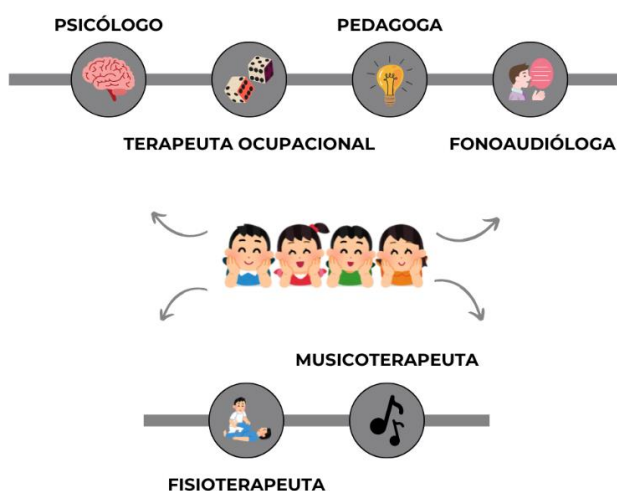 PSICÓLOGO
PEDAGOGA
TERAPEUTA OCUPACIONAL
FONOAUDIÓLOGA
MUSICOTERAPEUTA
FISIOTERAPEUTA